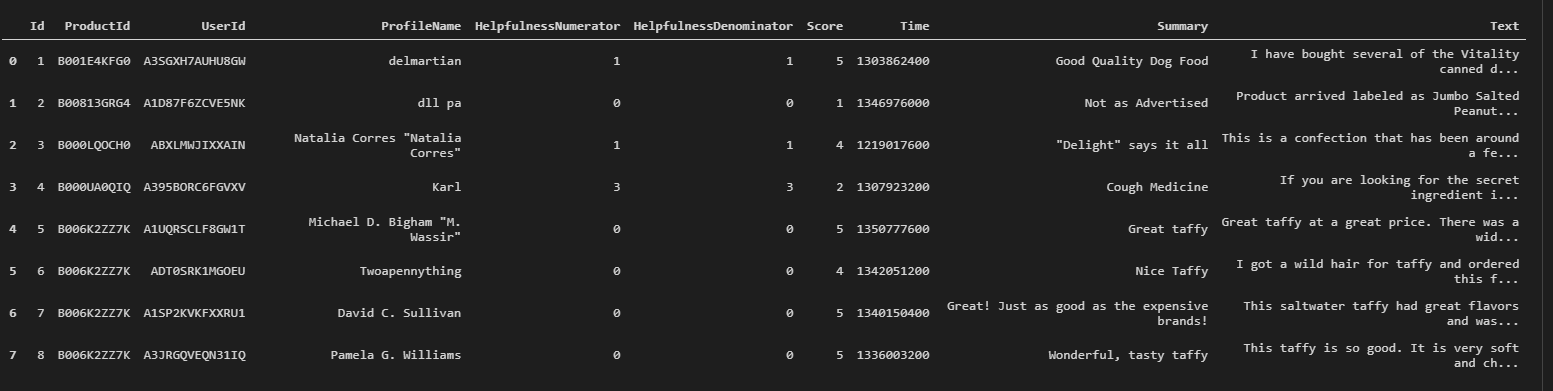 Id ProductId UserId ProfileName HelpfulnessNumerator HelpfulnessDenominator Score Time Summary Text
0 1 B001E4KFG0 A3SGXH7AUHU8GW delmartian 1 1 5 1303862400 Good Quality Dog Food I have bought several of the Vitality
canned d...
1 2 B00813GRG4 A1D87F6ZCVE5NK dll pa 0 0 1 1346976000 Not as Advertised Product arrived labeled as Jumbo Salted
Peanut...
2 3 B000LQOCH0 ABXLMWJIXXAIN Natalia Corres "Natalia
Corres" 1 1 4 1219017600 "Delight" says it all This is a confection that has been around
a fe...
3 4 B000UA0QIQ A395BORC6FGVXV Karl 3 3 2 1307923200 Cough Medicine If you are looking for the secret
ingredient i...
4 5 B006K2ZZ7K A1UQRSCLF8GW1T Michael D. Bigham "M.
Wassir" 0 0 5 1350777600 Great taffy Great taffy at a great price. There was a
wid...
5 6 B006K2ZZ7K ADT0SRK1MGOEU Twoapennything 0 0 4 1342051200 Nice Taffy I got a wild hair for taffy and ordered
this f...
6 7 B006K2ZZ7K A1SP2KVKFXXRU1 David C. Sullivan 0 0 5 1340150400 Great! Just as good as the expensive
brands! This saltwater taffy had great flavors
and was...
7 8 B006K2ZZ7K A3JRGQVEQN31IQ Pamela G. Williams 0 0 5 1336003200 Wonderful, tasty taffy This taffy is so good. It is very soft
and ch...